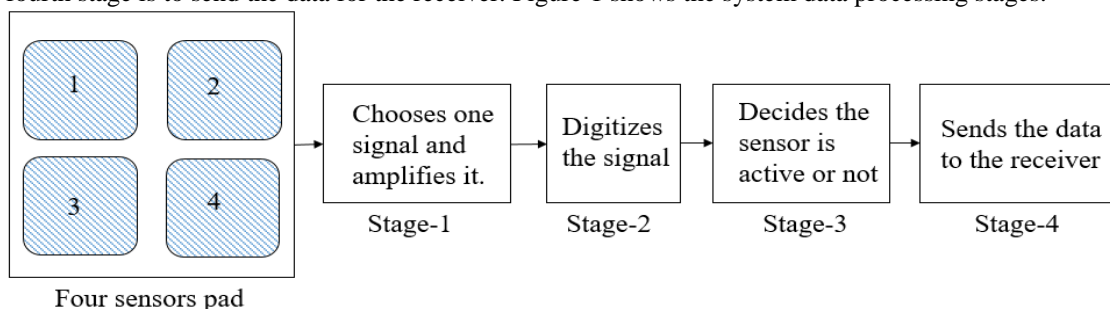 fourth stage is to send the data for the receiver. Figure 1 shows the system data processing stages.
1
2
3
4
Chooses one
signal and
amplifies it.
Digitizes
the signal
Decides the
sensor is
active or not
Sends the data
to the receiver
Stage-1
Stage-2
Stage-3
Stage-4
Four sensors pad